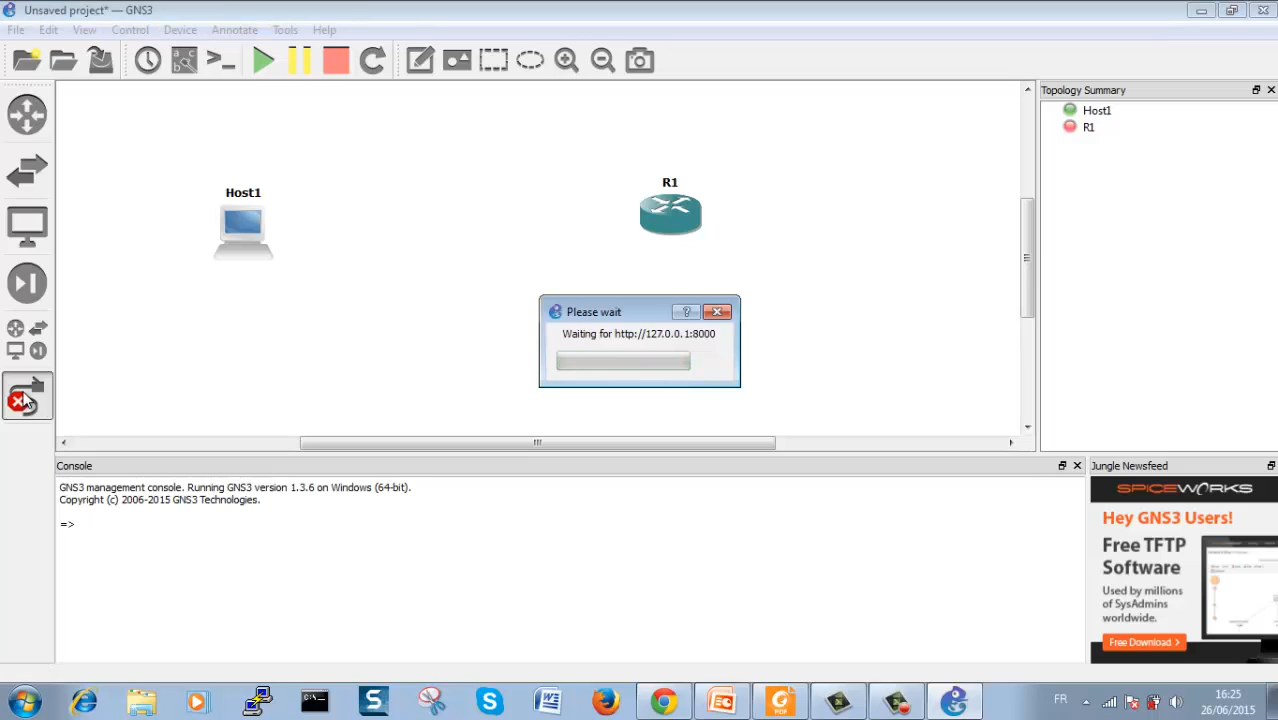 Unsaved project* — GNS3
File Edit View Control Device Annotate Tools Help
Topology Summary
Host1
R1
Host1
R1
Please wait
Waiting for http://127.0.0.1:8000
Console
GNS3 management console. Running GNS3 version 1.3.6 on Windows (64-bit).
Copyright (c) 2006-2015 GNS3 Technologies.
=>
Jungle Newsfeed
SPICEWORKS
Hey GNS3 Users!
Free TFTP
Software
Used by millions
of SysAdmins
worldwide.
Free Download ►
FR
16:25
26/06/2015